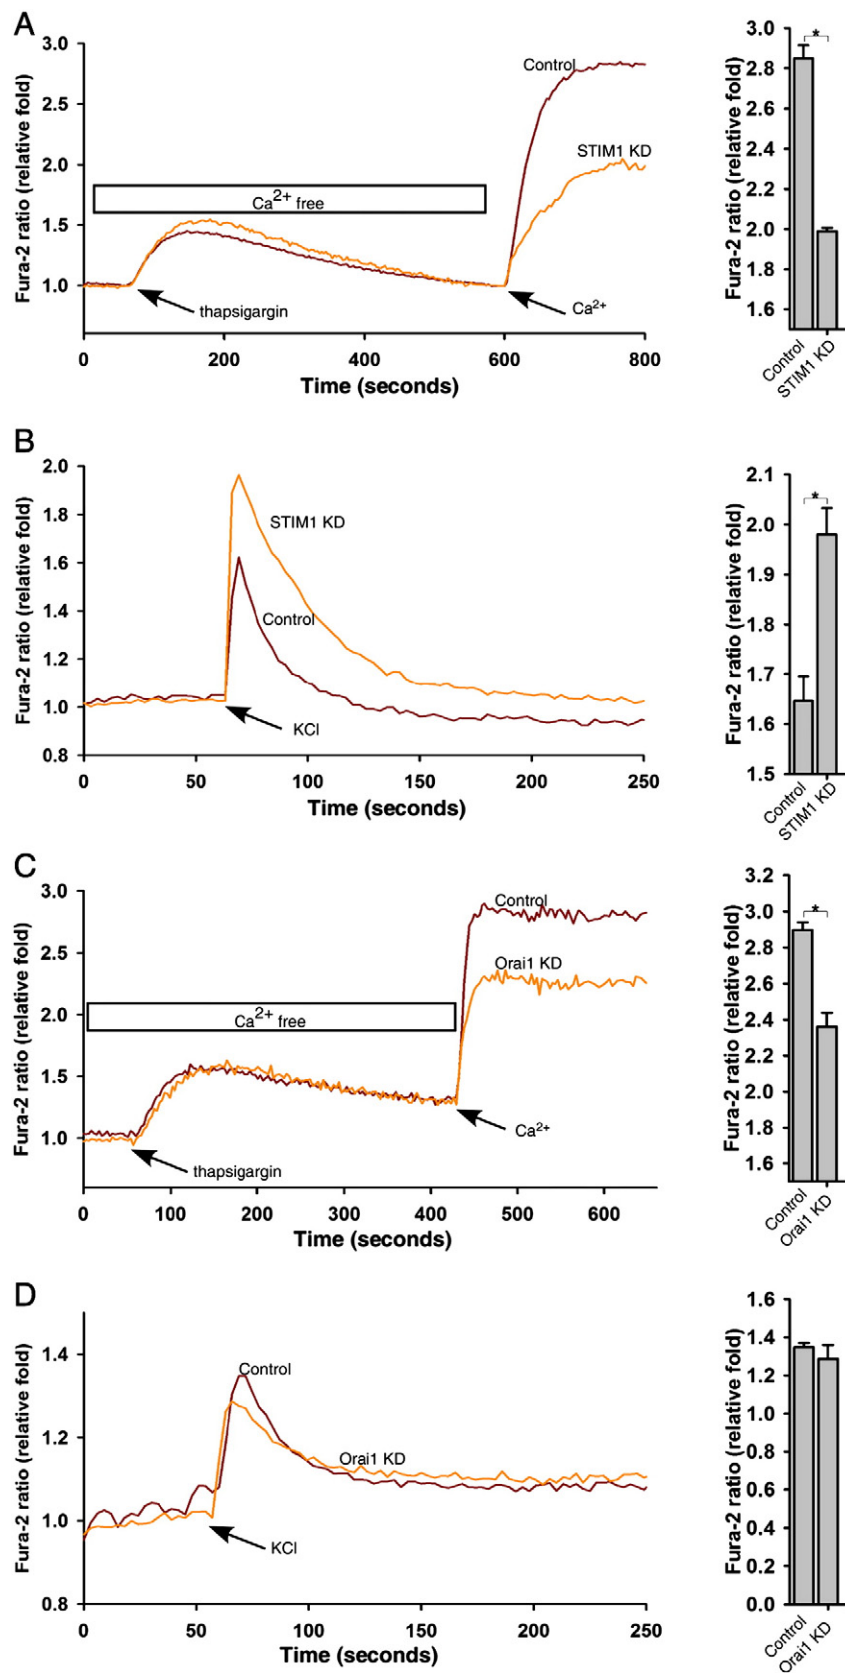 A
Fura-2 ratio (relative fold)
3.0
2.5
2.0
1.5
1.0
Control
STIM1 KD
Ca2+ free
thapsigargin
Ca2+
0
200
400
600
800
Time (seconds)
Fura-2 ratio (relative fold)
3.0
2.8
2.6
2.4
2.2
2.0
1.8
1.6
*
Control
STIM1 KD
B
Fura-2 ratio (relative fold)
2.0
1.8
1.6
1.4
1.2
1.0
0.8
STIM1 KD
Control
KCl
0
50
100
150
200
250
Time (seconds)
Fura-2 ratio (relative fold)
2.1
2.0
1.9
1.8
1.7
1.6
1.5
*
Control
STIM1 KD
C
Fura-2 ratio (relative fold)
3.0
2.5
2.0
1.5
1.0
Control
Orai1 KD
Ca2+ free
thapsigargin
Ca2+
0
100
200
300
400
500
600
Time (seconds)
Fura-2 ratio (relative fold)
3.2
3.0
2.8
2.6
2.4
2.2
2.0
1.8
1.6
*
Control
Orai1 KD
D
Fura-2 ratio (relative fold)
1.4
1.2
1.0
0.8
Control
Orai1 KD
KCl
0
50
100
150
200
250
Time (seconds)
Fura-2 ratio (relative fold)
1.6
1.4
1.2
1.0
0.8
0.6
0.4
0.2
0.0
Control
Orai1 KD